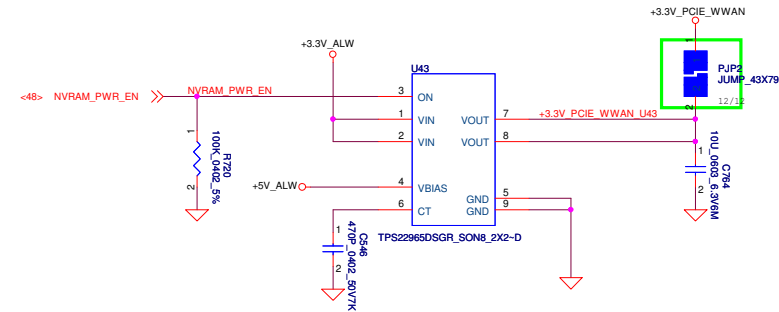 +3.3V_PCIE_WWAN
+3.3V_ALW
1
U43
PJP2
JUMP_43X79
12/12
2
<48> NVRAM_PWR_EN
NVRAM_PWR_EN
3 ON
1 VIN
VOUT 7
+3.3V_PCIE_WWAN_U43
2 VIN
VOUT 8
1
R720
100K_0402_5%
2
1
C764
10U_0603_6.3V6M
2
+5V_ALW
4 VBIAS
GND 5
6 CT
GND 9
TPS22965DSGR_SON8_2X2~D
1
C546
470P_0402_50V7K
2